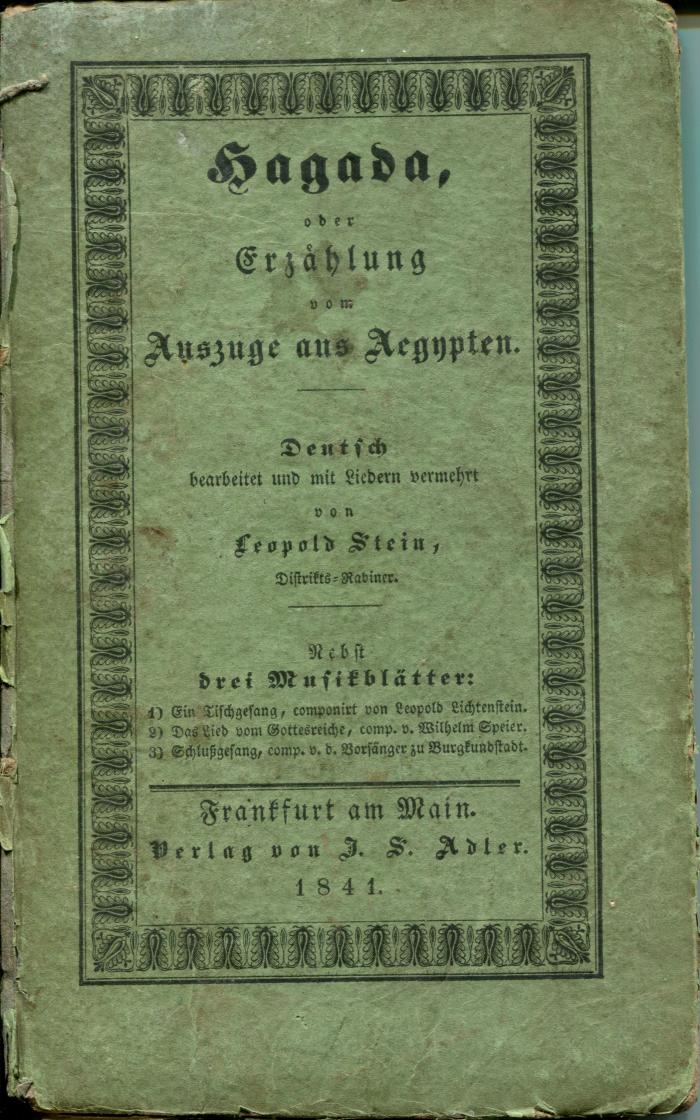 Hagada,
oder
Erzåhlung
vom
Auszuge aus Aegypten.
Deutsch
bearbeitet und mit Liedern vermehrt
von
Leopold Stein,
Distrikts-Rabiner.
Nebst
drei Musikblätter:
1) Ein Tischgesang, componirt von Leopold Lichtenstein.
2) Das Lied vom Gottesreiche, comp. v. Wilhelm Speier.
3) Schlußgesang, comp. v. d. Vorsänger zu Burgkundstadt.
Frankfurt am Main.
Verlag von J. S. Adler.
1841.